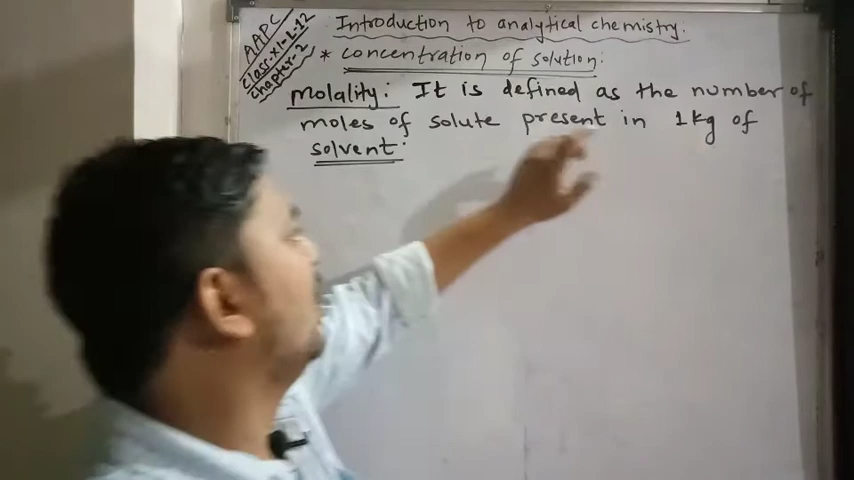 AAPC
Class-XI-L-12
Chapter-2
Introduction to analytical chemistry:
* concentration of solution:
Molality: It is defined as the number of
moles of solute present in 1kg of
solvent.